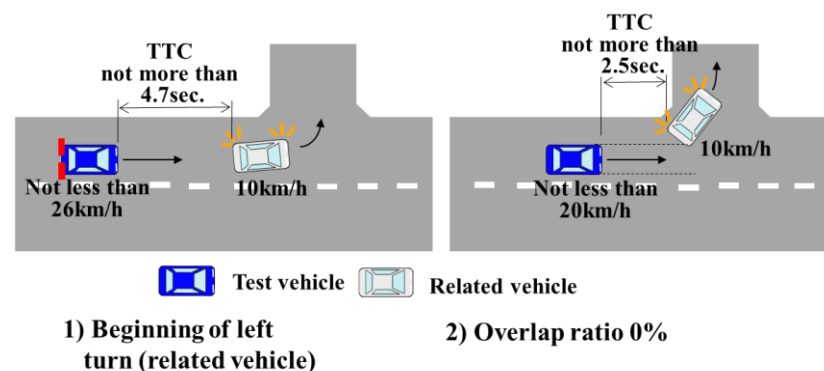 TTC
not more than
4.7sec.
Not less than
26km/h
10km/h
TTC
not more than
2.5sec.
10km/h
Not less than
20km/h
Test vehicle
Related vehicle
1) Beginning of left
turn (related vehicle)
2) Overlap ratio 0%